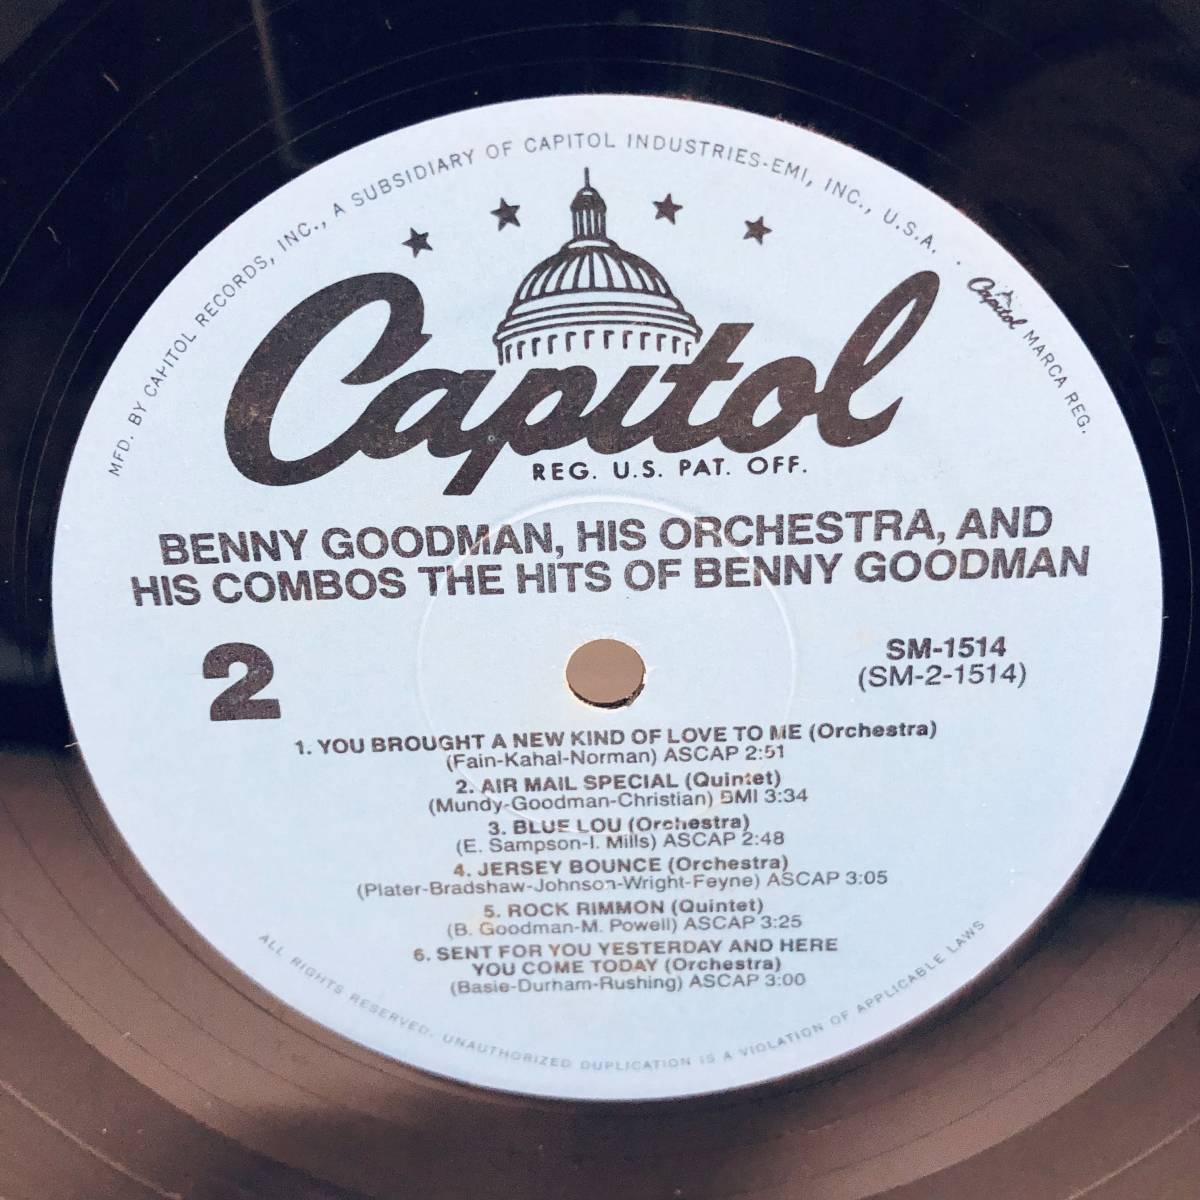 MFD. BY CAPITOL RECORDS, INC., A SUBSIDIARY OF CAPITOL INDUSTRIES-EMI, INC., U.S.A. . Capitol MARCA REG.
Capitol
REG. U.S. PAT. OFF.
BENNY GOODMAN, HIS ORCHESTRA, AND
HIS COMBOS THE HITS OF BENNY GOODMAN
2
SM-1514
(SM-2-1514)
1. YOU BROUGHT A NEW KIND OF LOVE TO ME (Orchestra)
(Fain-Kahal-Norman) ASCAP 2:51
2. AIR MAIL SPECIAL (Quintet)
(Mundy-Goodman-Christian) BMI 3:34
3. BLUE LOU (Orchestra)
(E. Sampson-I. Mills) ASCAP 2:48
4. JERSEY BOUNCE (Orchestra)
(Plater-Bradshaw-Johnson-Wright-Feyne) ASCAP 3:05
5. ROCK RIMMON (Quintet)
(B. Goodman-M. Powell) ASCAP 3:25
6. SENT FOR YOU YESTERDAY AND HERE
YOU COME TODAY (Orchestra)
(Basie-Durham-Rushing) ASCAP 3:00
ALL RIGHTS RESERVED. UNAUTHORIZED DUPLICATION IS A VIOLATION OF APPLICABLE LAWS